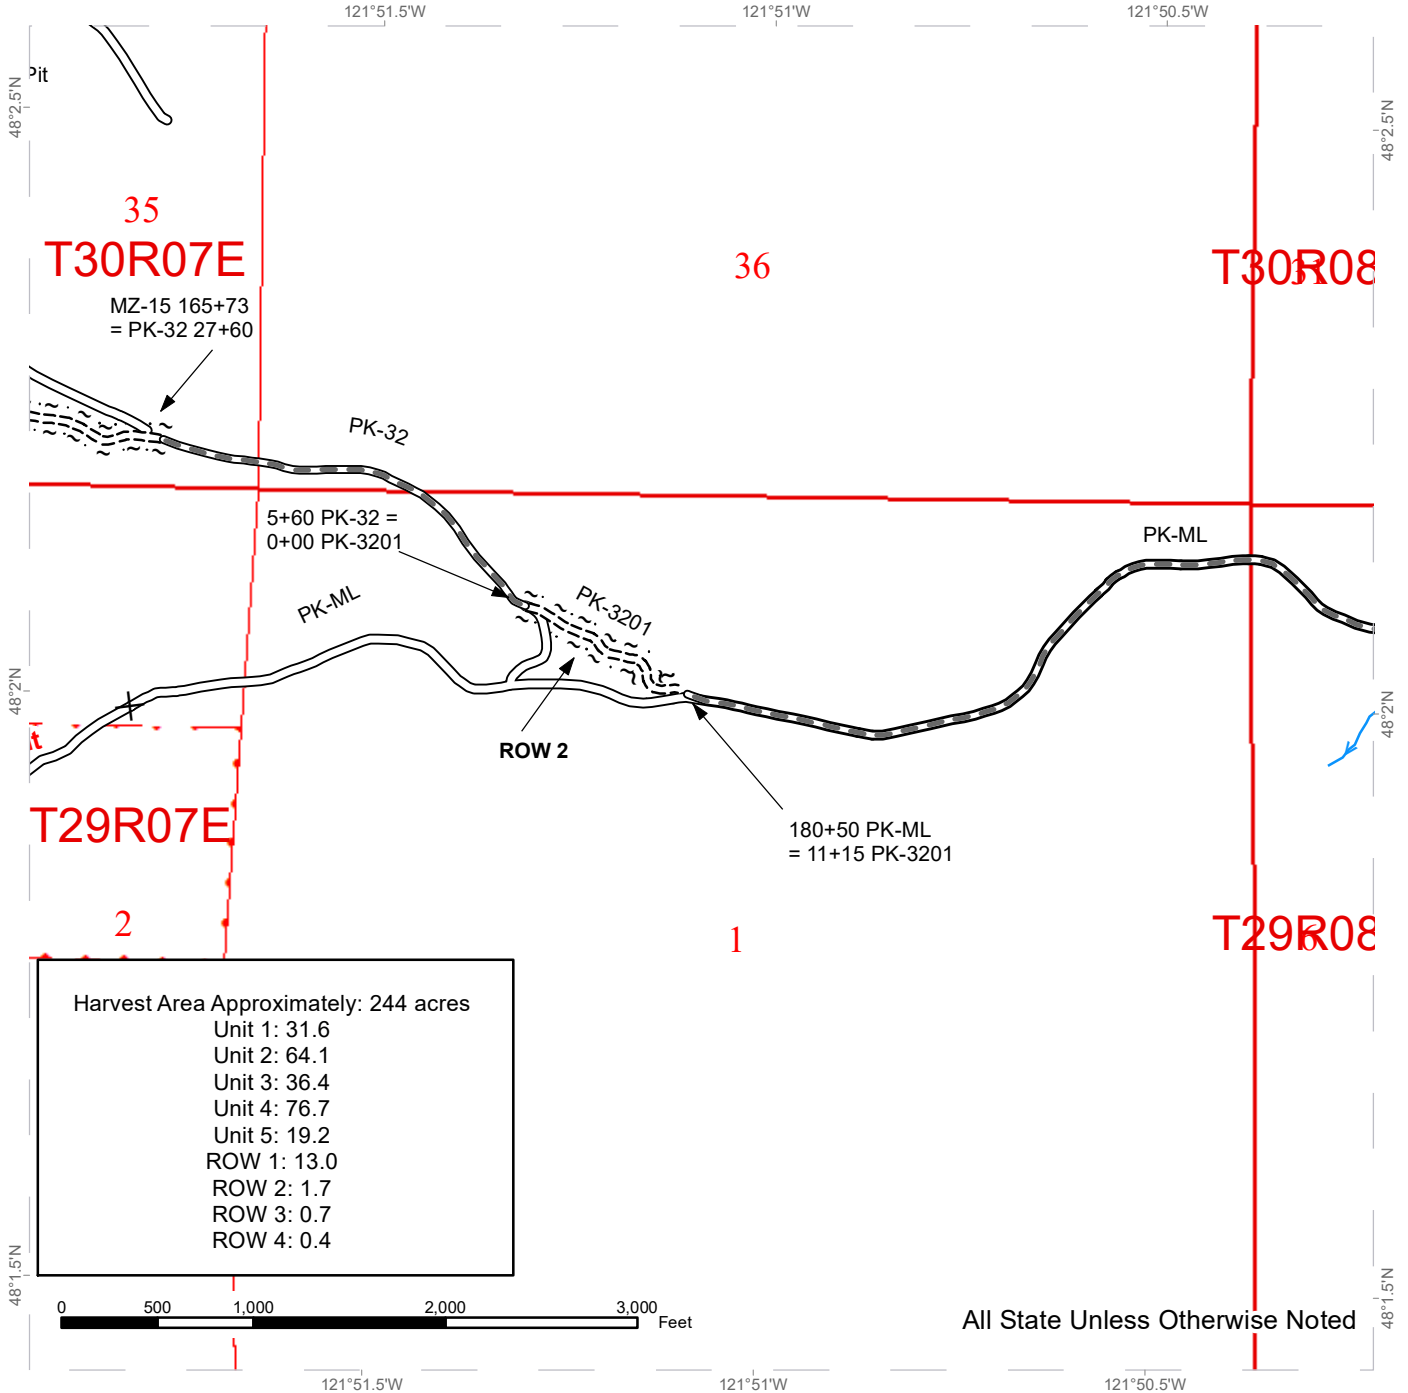 121°51.5'W
121°51'W
121°50.5'W
48°2.5'N
48°2.5'N
Pit
35
T30R07E
36
T30R08
31
MZ-15 165+73
= PK-32 27+60
PK-32
5+60 PK-32 =
0+00 PK-3201
PK-ML
PK-3201
PK-ML
48°2'N
48°2'N
ROW 2
T29R07E
180+50 PK-ML
= 11+15 PK-3201
2
1
T29R08
6
Harvest Area Approximately: 244 acres
Unit 1: 31.6
Unit 2: 64.1
Unit 3: 36.4
Unit 4: 76.7
Unit 5: 19.2
ROW 1: 13.0
ROW 2: 1.7
ROW 3: 0.7
ROW 4: 0.4
48°1.5'N
48°1.5'N
0 500 1,000 2,000 3,000
Feet
All State Unless Otherwise Noted
121°51.5'W
121°51'W
121°50.5'W